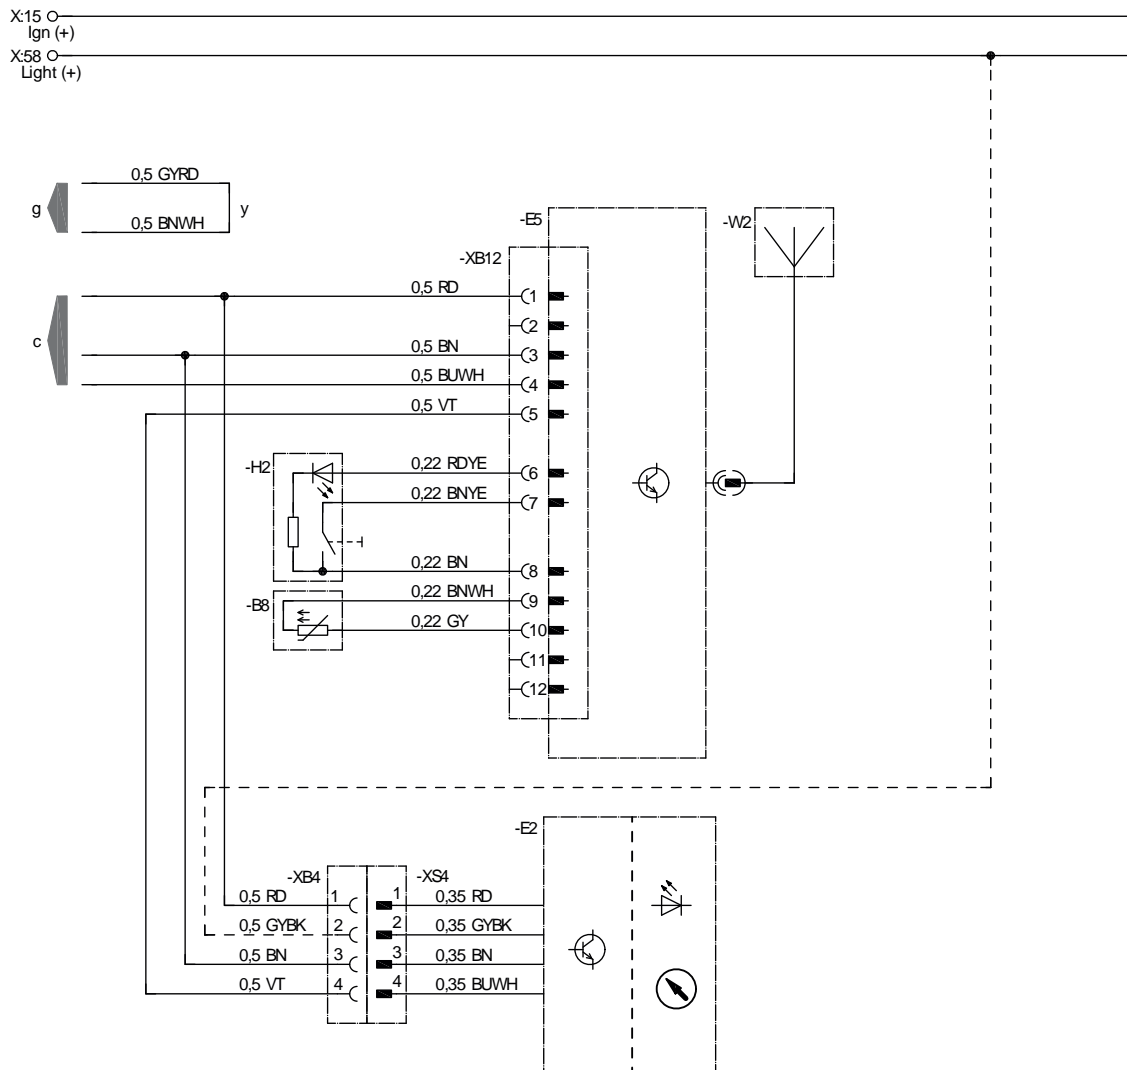 X:15
Ign (+)
X:58
Light (+)
0,5 GYRD
g
y
0,5 BNWH
-E5
-W2
-XB12
0,5 RD
1
2
c
0,5 BN
3
0,5 BUWH
4
0,5 VT
5
-H2
0,22 RDYE
6
0,22 BNYE
7
0,22 BN
8
-B8
0,22 BNWH
9
0,22 GY
10
11
12
-E2
-XB4
-XS4
0,5 RD
1
1
0,35 RD
0,5 GYBK
2
2
0,35 GYBK
0,5 BN
3
3
0,35 BN
0,5 VT
4
4
0,35 BUWH